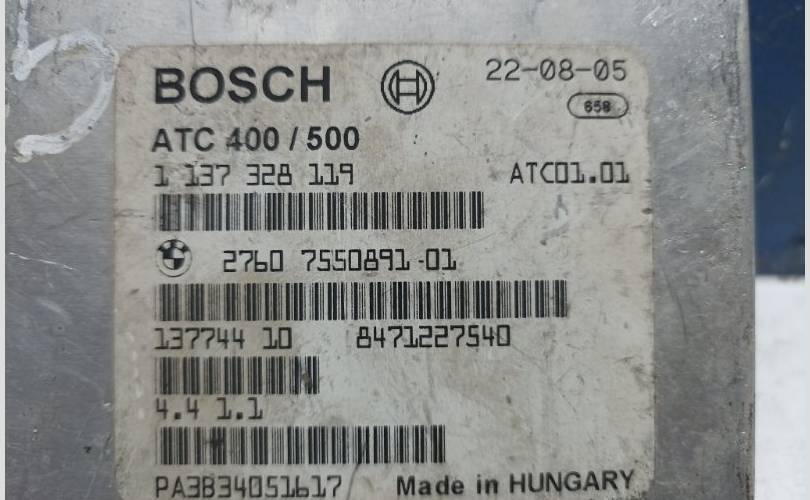 BOSCH 22-08-05
658
ATC 400 / 500
1 137 328 119 ATC01.01
2760 7550891-01
137744 10 8471227540
4.4 1.1
PA3B34051617 Made in HUNGARY